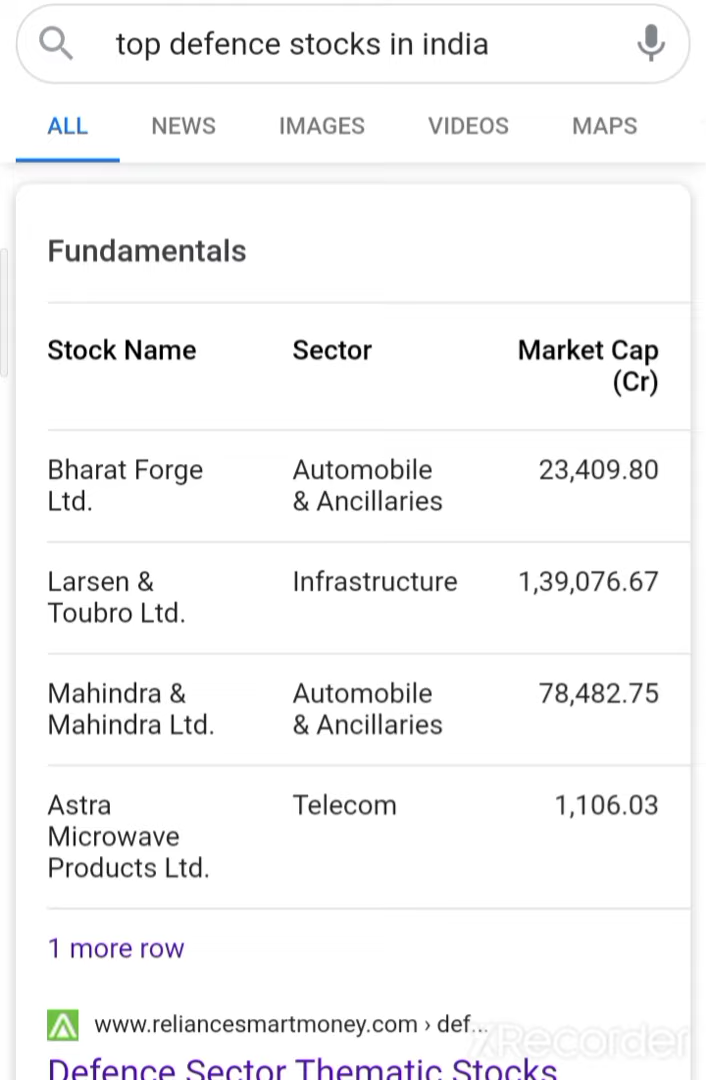 top defence stocks in india
ALL NEWS IMAGES VIDEOS MAPS
Fundamentals
Stock Name Sector Market Cap
(Cr)
Bharat Forge Automobile 23,409.80
Ltd. & Ancillaries
Larsen & Infrastructure 1,39,076.67
Toubro Ltd.
Mahindra & Automobile 78,482.75
Mahindra Ltd. & Ancillaries
Astra Telecom 1,106.03
Microwave
Products Ltd.
1 more row
www.reliancesmartmoney.com › def...
XRecorder
Defence Sector Thematic Stocks